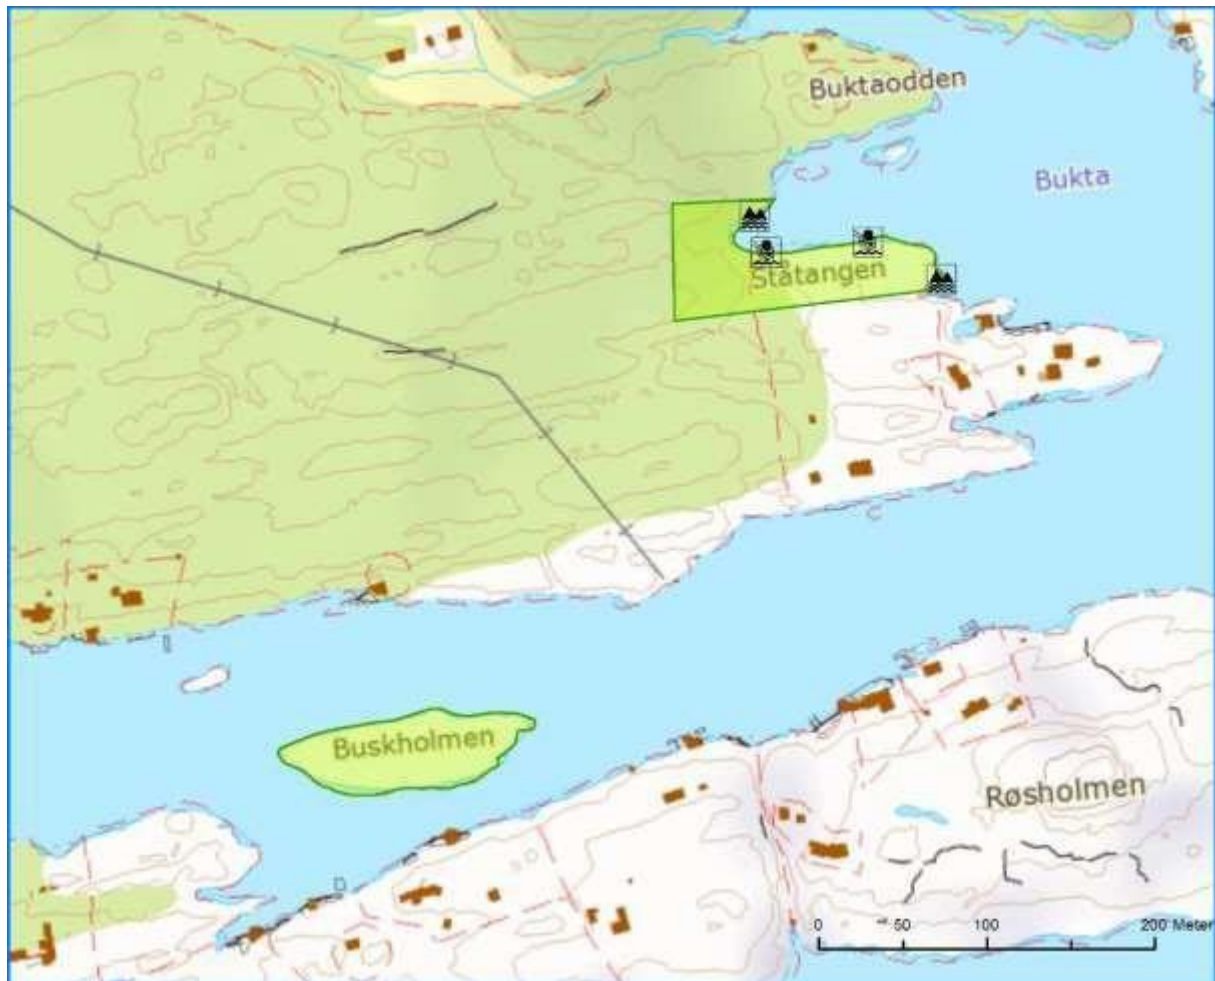 Buktaodden
Bukta
Ståtangen
Buskholmen
Røsholmen
0 50 100 200 Meter